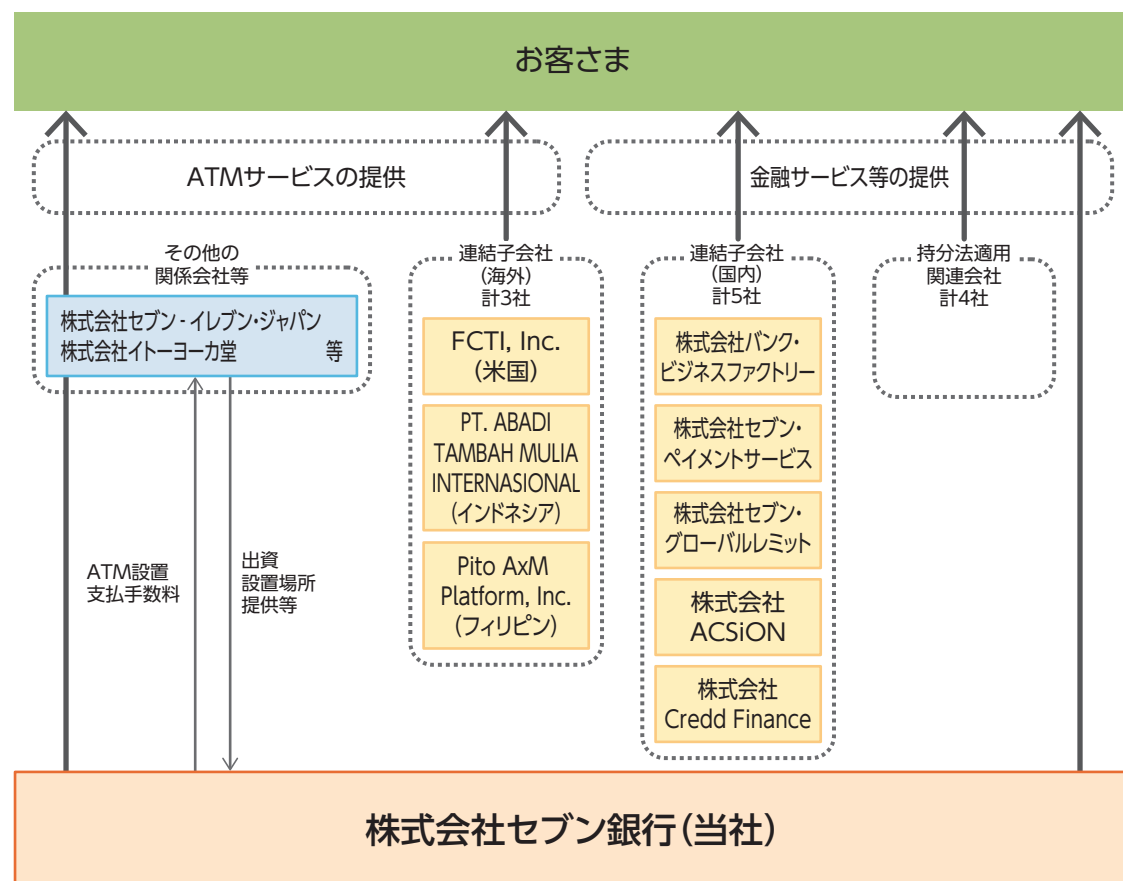 お客さま
ATMサービスの提供
金融サービス等の提供
その他の
関係会社等
株式会社セブン‐イレブン・ジャパン
株式会社イトーヨーカ堂 等
連結子会社
(海外)
計3社
FCTI, Inc.
(米国)
PT. ABADI
TAMBAH MULIA
INTERNASIONAL
(インドネシア)
Pito AxM
Platform, Inc.
(フィリピン)
連結子会社
(国内)
計5社
株式会社バンク・
ビジネスファクトリー
株式会社セブン・
ペイメントサービス
株式会社セブン・
グローバルレミット
株式会社
ACSiON
株式会社
Credd Finance
持分法適用
関連会社
計4社
ATM設置
支払手数料
出資
設置場所
提供等
株式会社セブン銀行(当社)